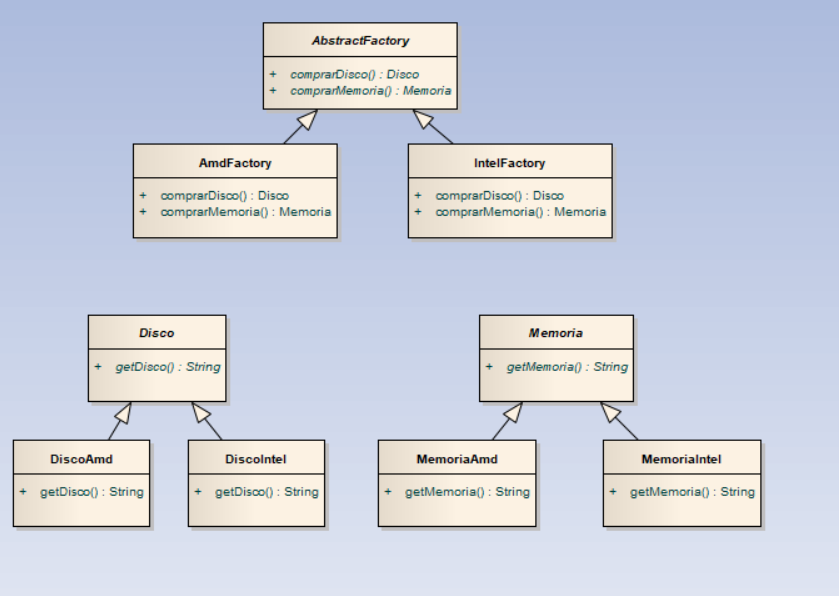 AbstractFactory
+ comprarDisco() : Disco
+ comprarMemoria() : Memoria
AmdFactory
+ comprarDisco() : Disco
+ comprarMemoria() : Memoria
IntelFactory
+ comprarDisco() : Disco
+ comprarMemoria() : Memoria
Disco
+ getDisco() : String
Memoria
+ getMemoria() : String
DiscoAmd
+ getDisco() : String
DiscoIntel
+ getDisco() : String
MemoriaAmd
+ getMemoria() : String
MemoriaIntel
+ getMemoria() : String